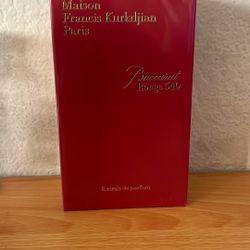 Maison
Francis Kurkdjian
Paris
Baccarat
Rouge 540
Extrait de parfum